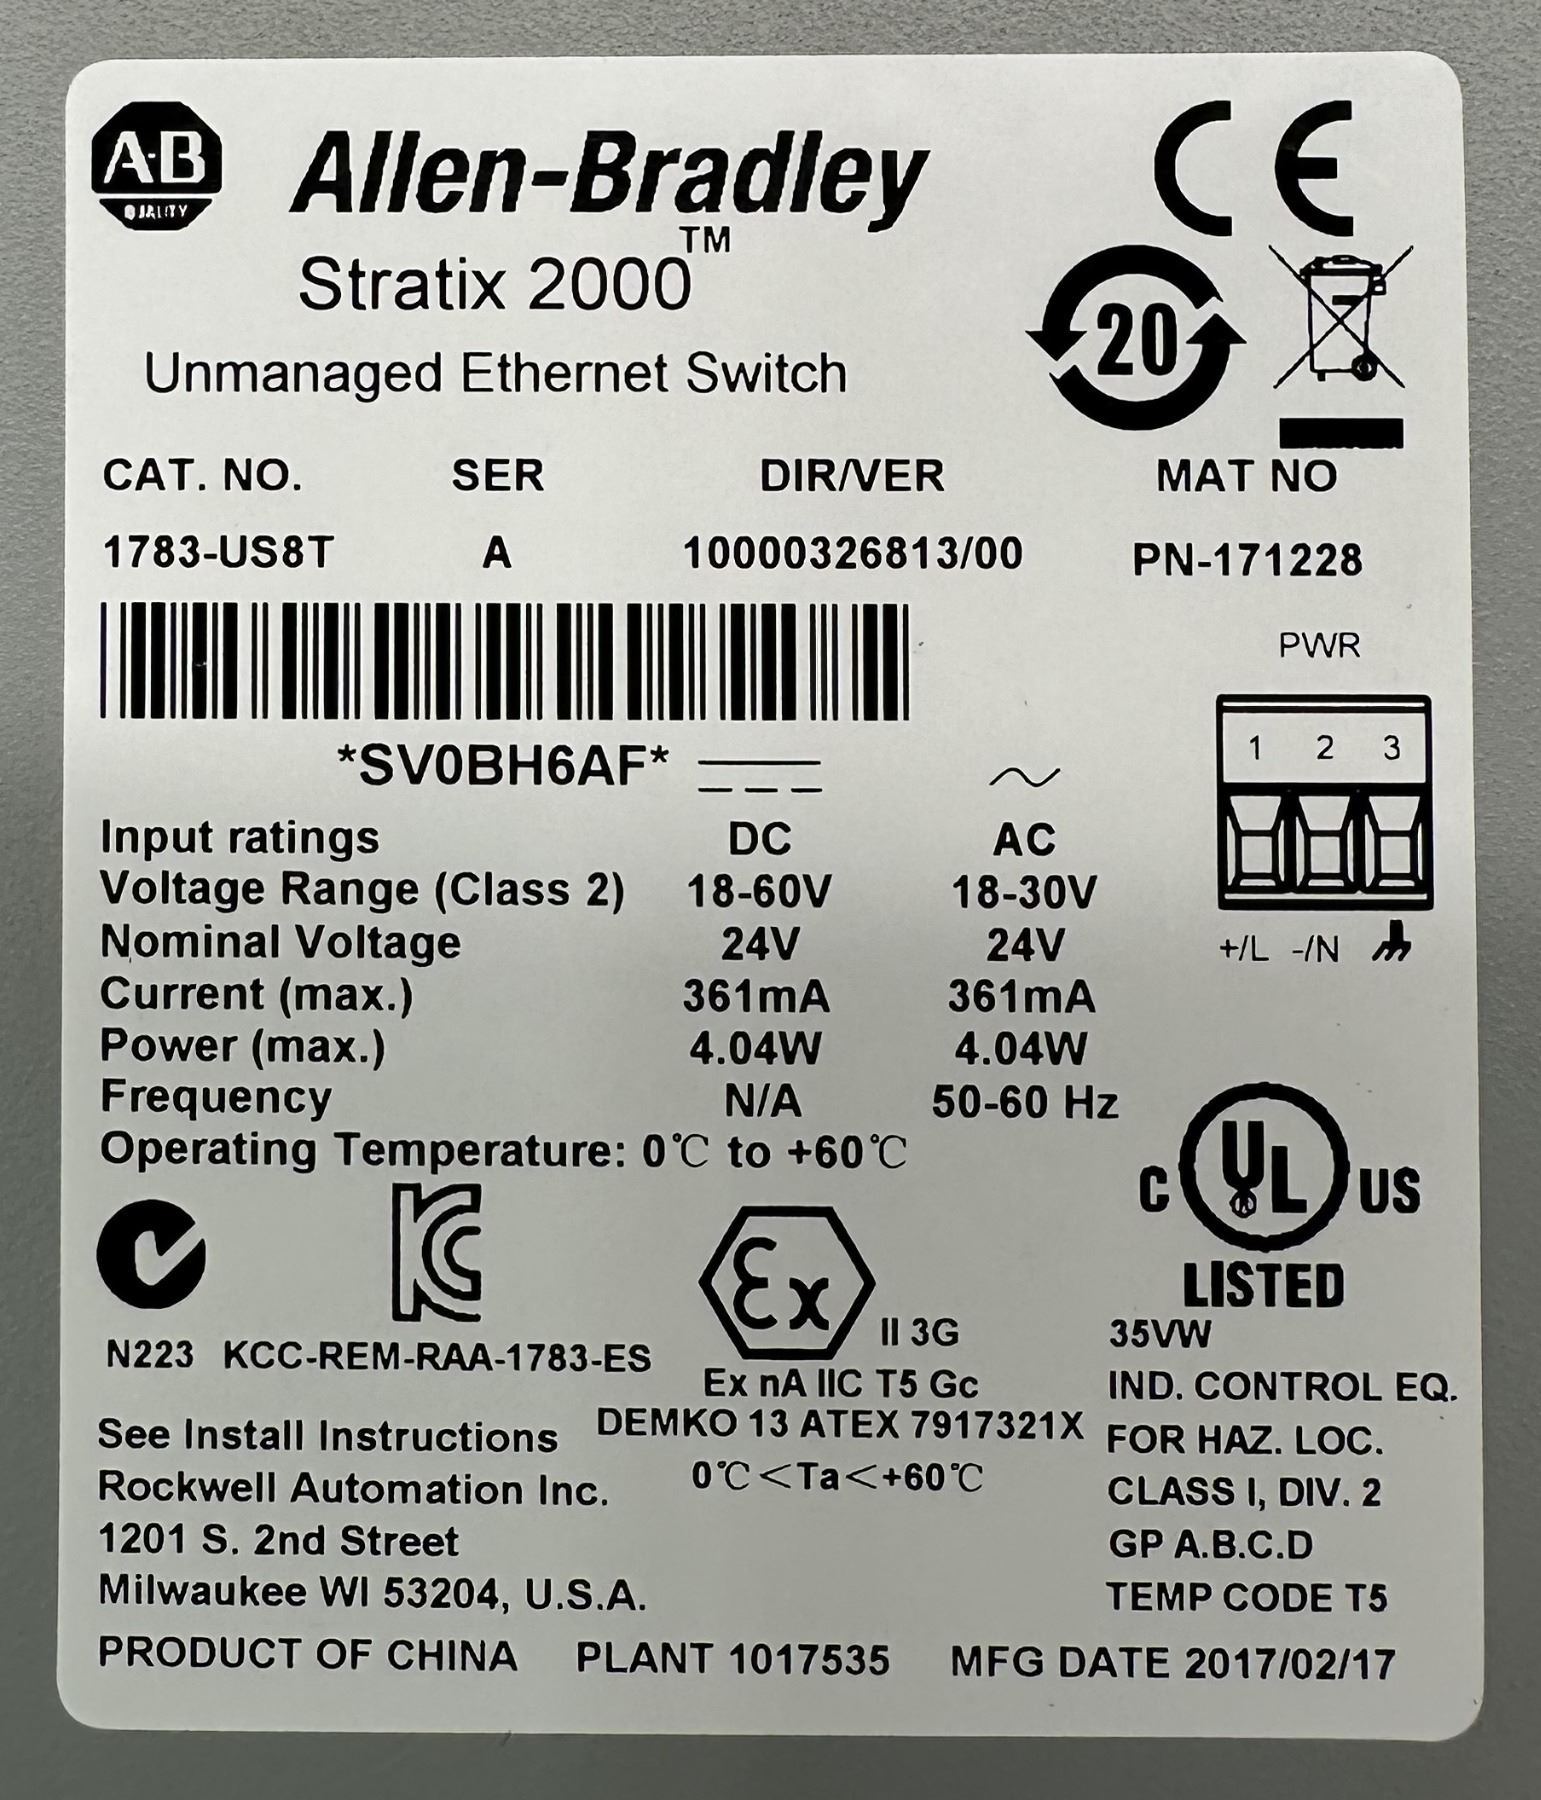 A-B
QUALITY
Allen-Bradley
Stratix 2000™
Unmanaged Ethernet Switch
CE
20
CAT. NO. SER DIR/VER MAT NO
1783-US8T A 10000326813/00 PN-171228
*SV0BH6AF*
PWR
1 2 3
+/L -/N
Input ratings DC AC
Voltage Range (Class 2) 18-60V 18-30V
Nominal Voltage 24V 24V
Current (max.) 361mA 361mA
Power (max.) 4.04W 4.04W
Frequency N/A 50-60 Hz
Operating Temperature: 0℃ to +60℃
C UL US
LISTED
35VW
IND. CONTROL EQ.
FOR HAZ. LOC.
CLASS I, DIV. 2
GP A.B.C.D
TEMP CODE T5
N223
KC
KCC-REM-RAA-1783-ES
Ex II 3G
Ex nA IIC T5 Gc
DEMKO 13 ATEX 7917321X
0℃<Ta<+60℃
See Install Instructions
Rockwell Automation Inc.
1201 S. 2nd Street
Milwaukee WI 53204, U.S.A.
PRODUCT OF CHINA PLANT 1017535 MFG DATE 2017/02/17